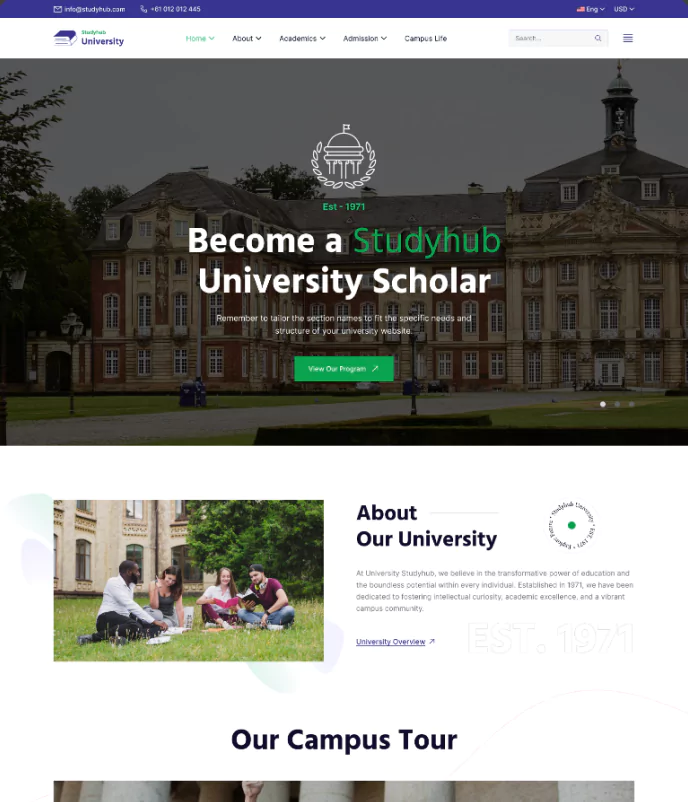 info@studyhub.com +61 012 012 445 Eng USD
Studyhub
University
Home About Academics Admission Campus Life Search...
Est - 1971
Become a Studyhub
University Scholar
Remember to tailor the section names to fit the specific needs and
structure of your university website.
View Our Program
About
Our University
Studyhub University • EST. 1971 • Explore Future •
At University Studyhub, we believe in the transformative power of education and
the boundless potential within every individual. Established in 1971, we have been
dedicated to fostering intellectual curiosity, academic excellence, and a vibrant
campus community.
University Overview
EST. 1971
Our Campus Tour